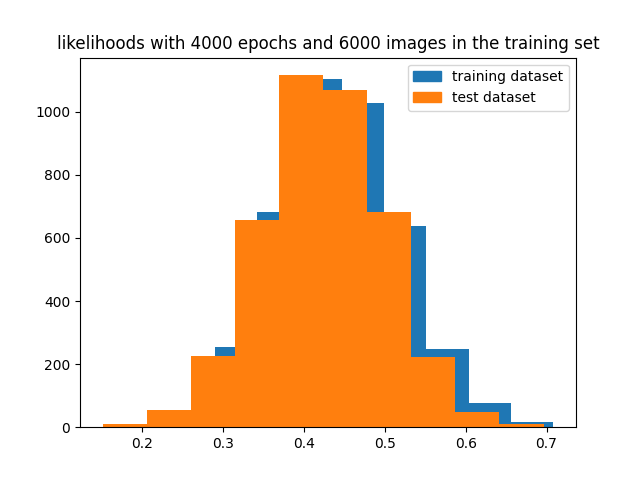 likelihoods with 4000 epochs and 6000 images in the training set
training dataset
test dataset
1000
800
600
400
200
0
0.2 0.3 0.4 0.5 0.6 0.7